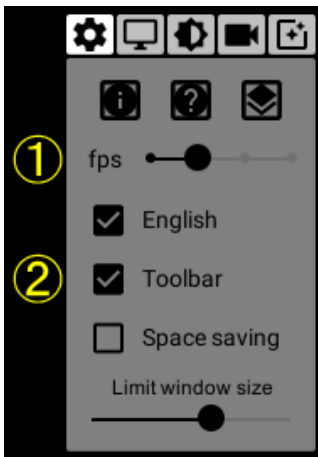 ① fps
English
② Toolbar
Space saving
Limit window size